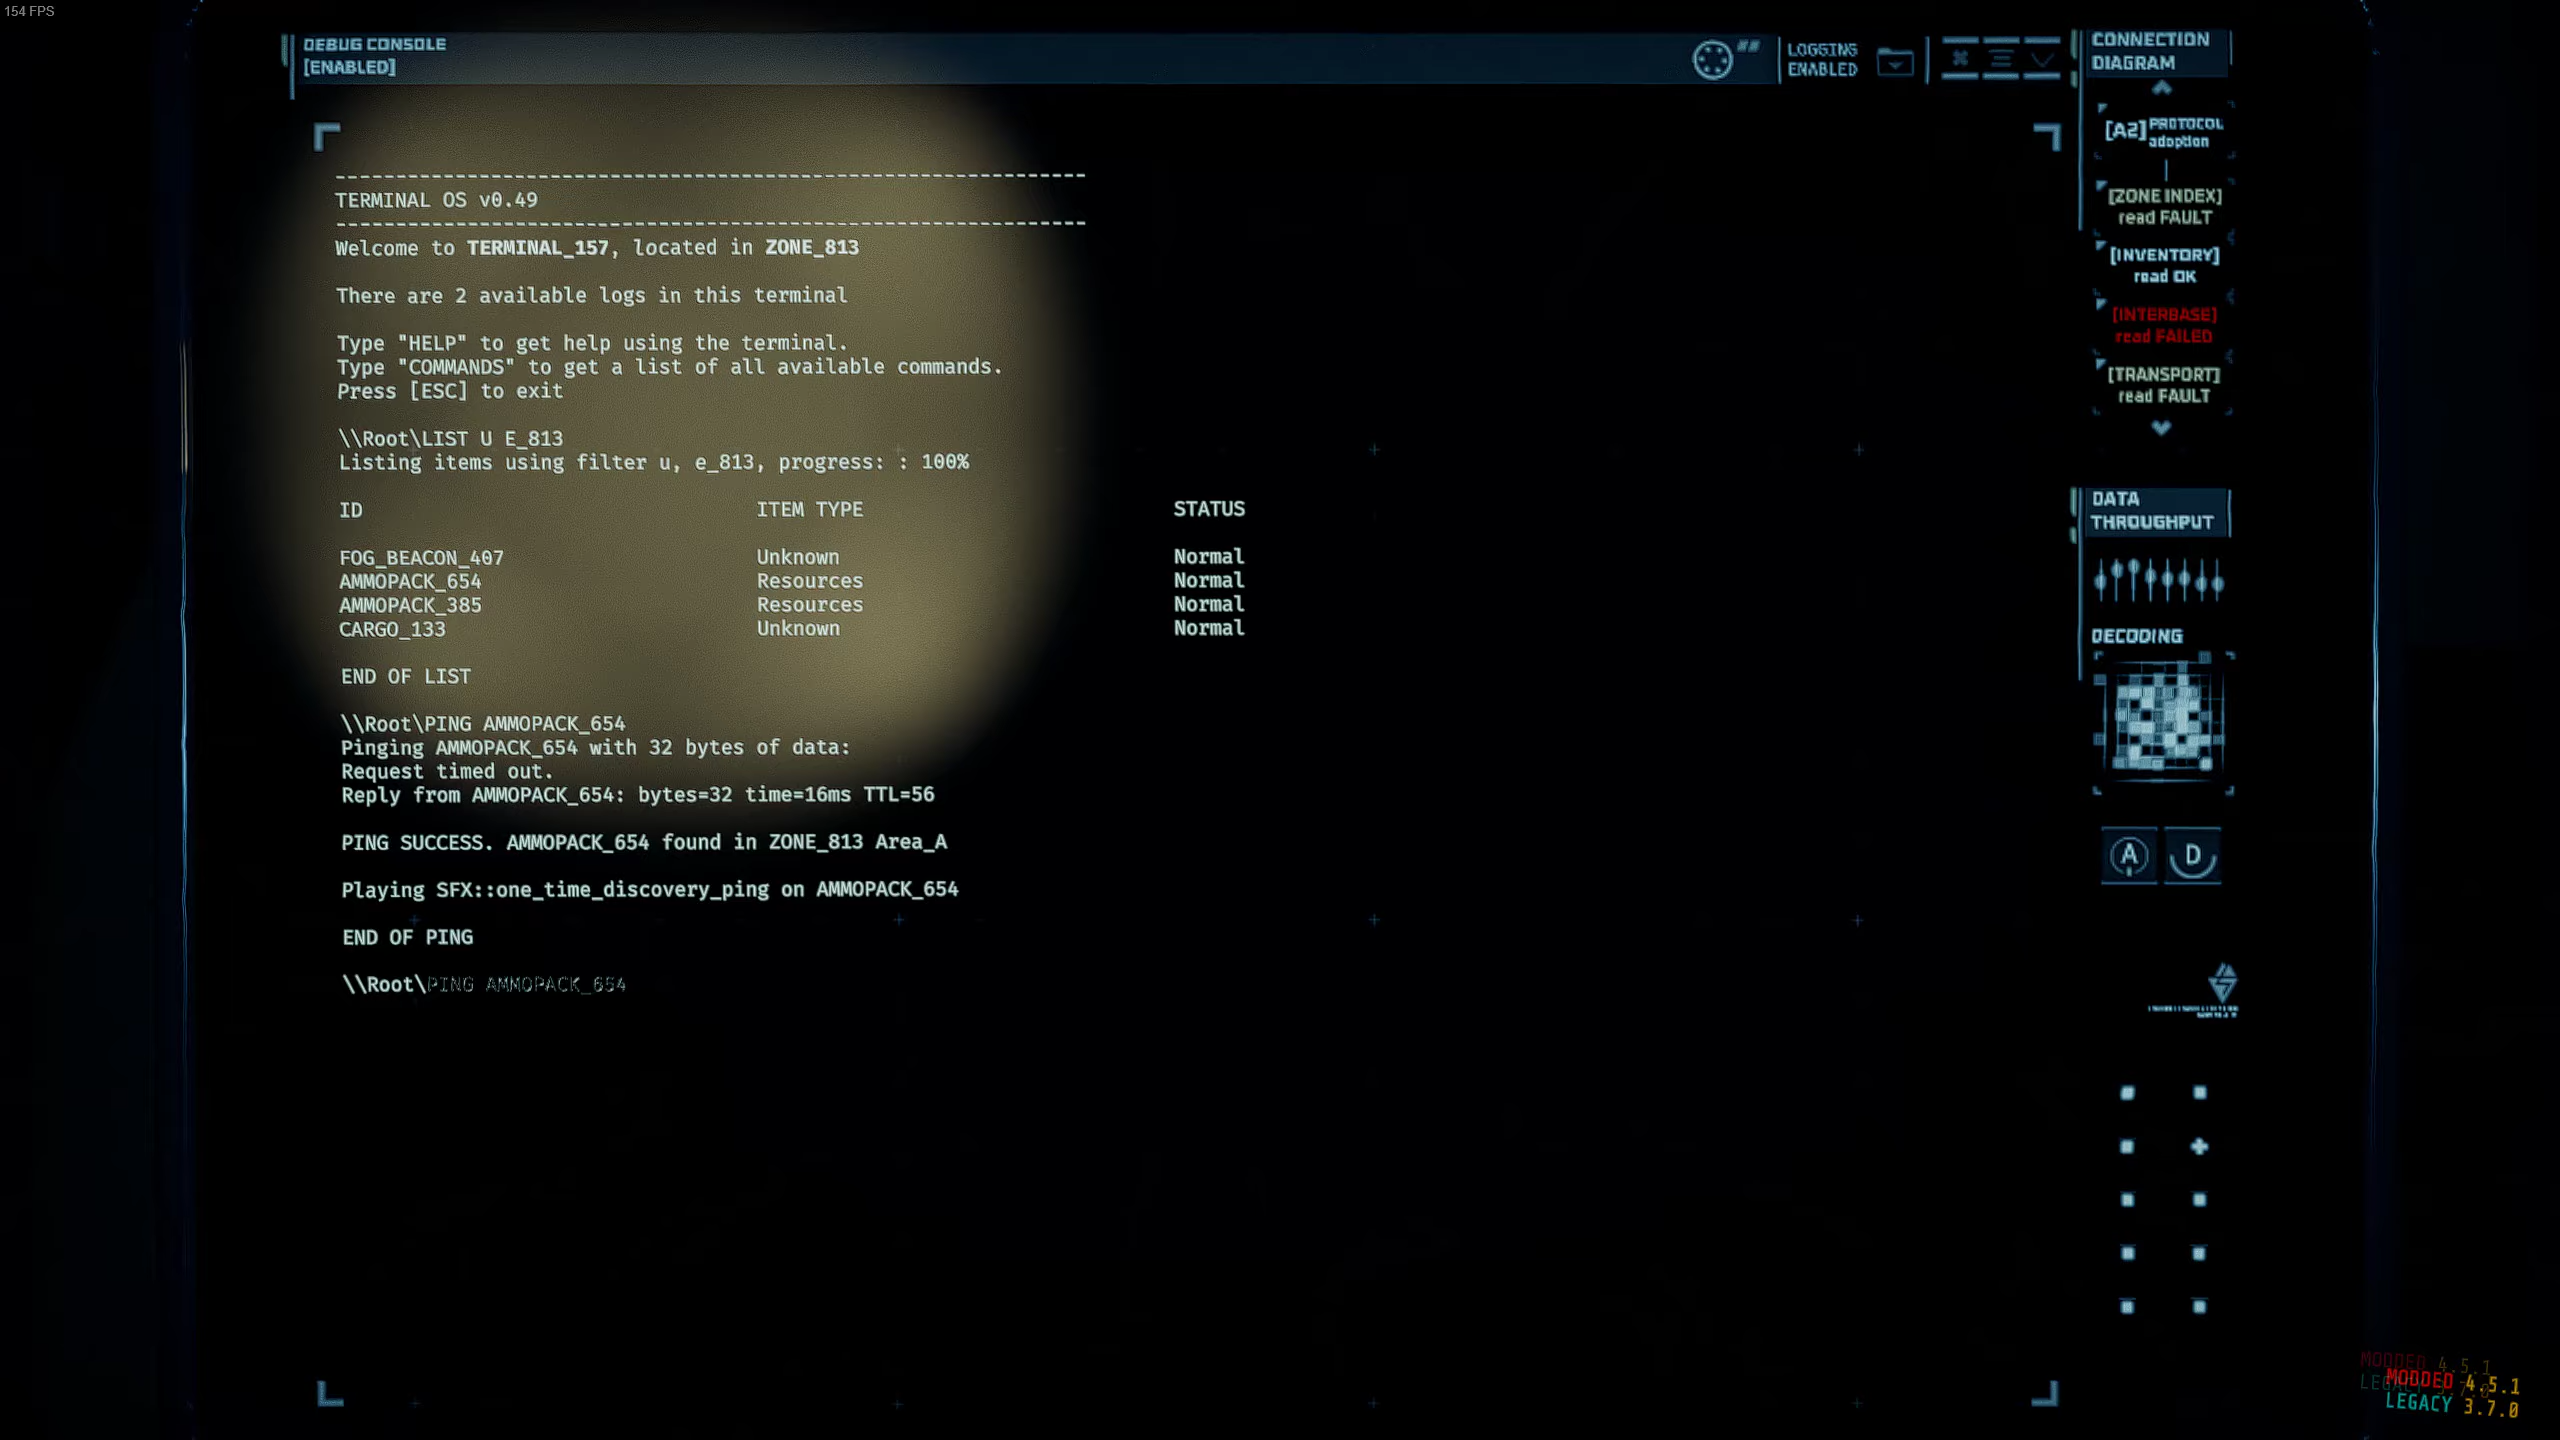 154 FPS
DEBUG CONSOLE
[ENABLED]
LOGGING
ENABLED
CONNECTION
DIAGRAM
[A2] PROTOCOL
adoption
[ZONE INDEX]
read FAULT
[INVENTORY]
read OK
[INTERBASE]
read FAILED
[TRANSPORT]
read FAULT
DATA
THROUGHPUT
DECODING
A D
----------------------------------------------------------------
TERMINAL OS v0.49
----------------------------------------------------------------
Welcome to TERMINAL_157, located in ZONE_813
There are 2 available logs in this terminal
Type "HELP" to get help using the terminal.
Type "COMMANDS" to get a list of all available commands.
Press [ESC] to exit
\\Root\LIST U E_813
Listing items using filter u, e_813, progress: : 100%
ID ITEM TYPE STATUS
FOG_BEACON_407 Unknown Normal
AMMOPACK_654 Resources Normal
AMMOPACK_385 Resources Normal
CARGO_133 Unknown Normal
END OF LIST
\\Root\PING AMMOPACK_654
Pinging AMMOPACK_654 with 32 bytes of data:
Request timed out.
Reply from AMMOPACK_654: bytes=32 time=16ms TTL=56
PING SUCCESS. AMMOPACK_654 found in ZONE_813 Area_A
Playing SFX::one_time_discovery_ping on AMMOPACK_654
END OF PING
\\Root\PING AMMOPACK_654
MODDED 4.5.1
MODDED 4.5.1
LEGACY 3.7.0